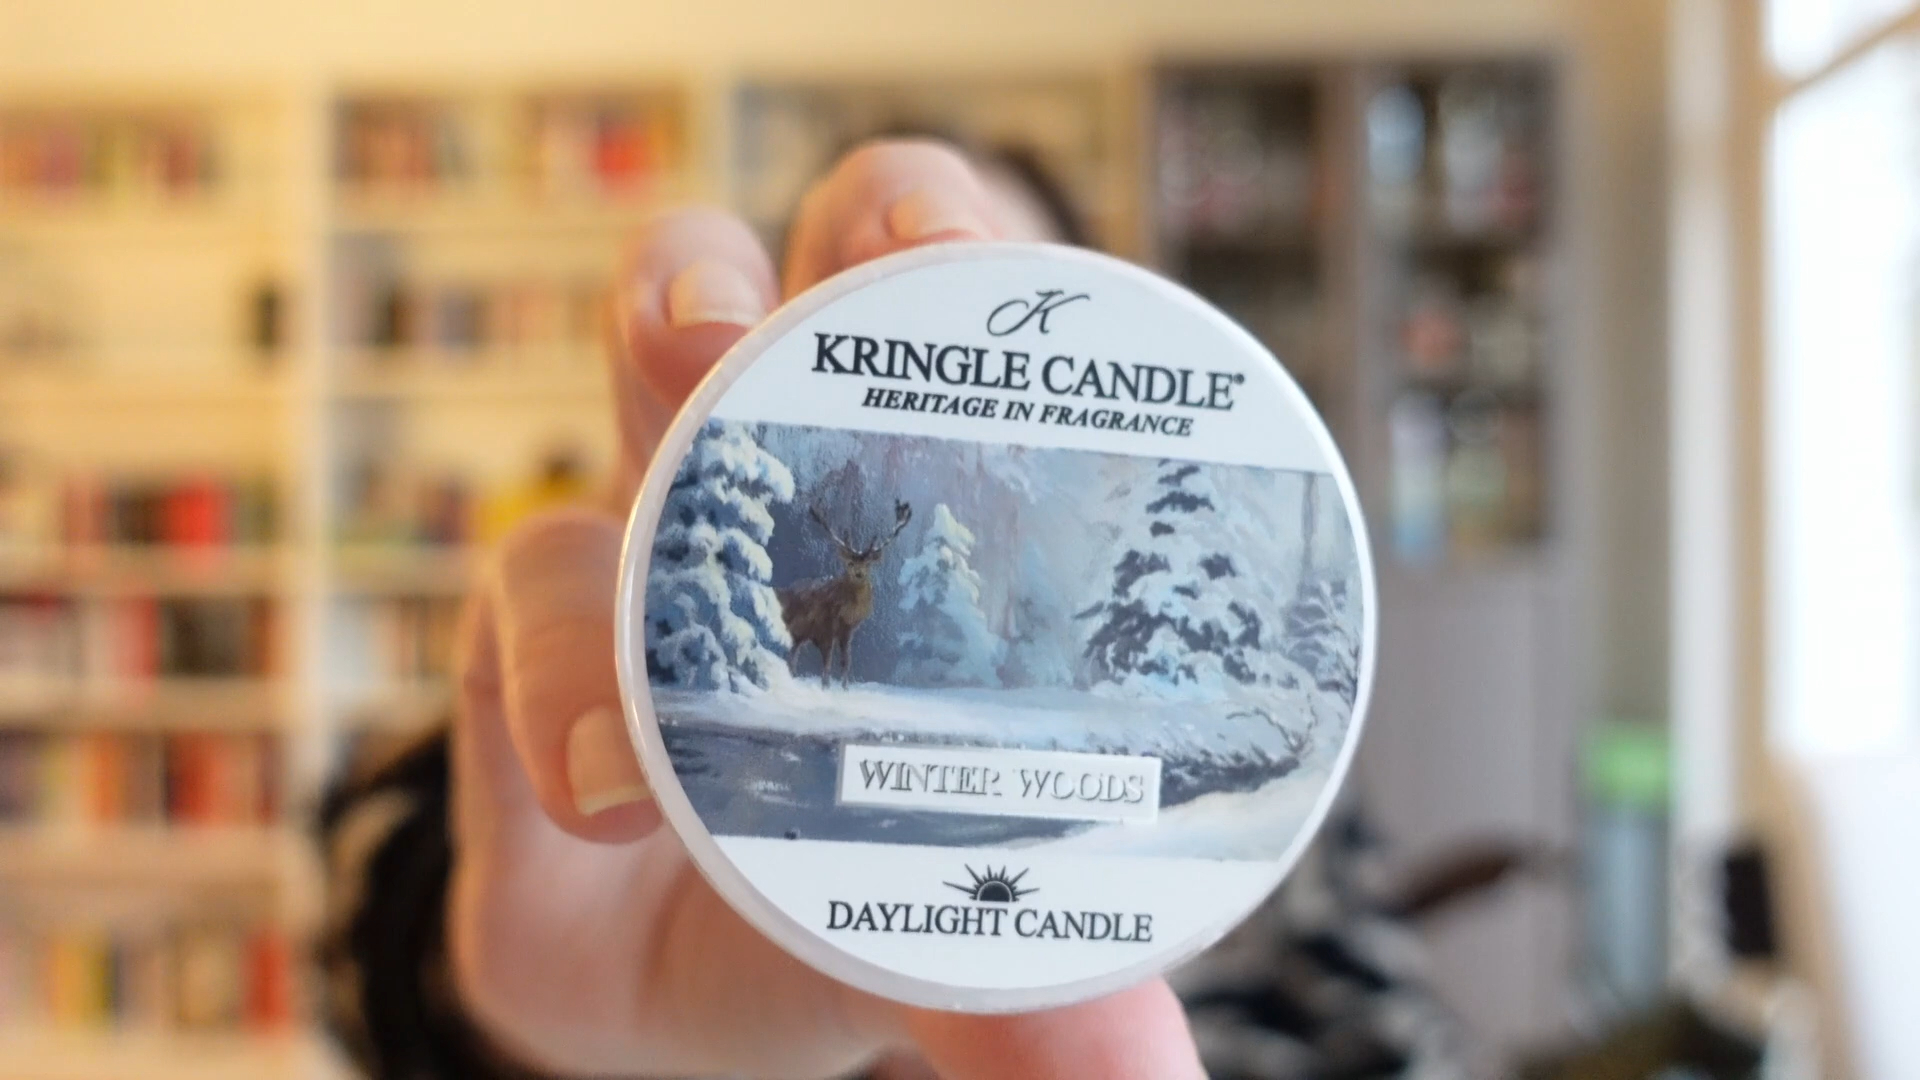 K
KRINGLE CANDLE®
HERITAGE IN FRAGRANCE
WINTER WOODS
DAYLIGHT CANDLE